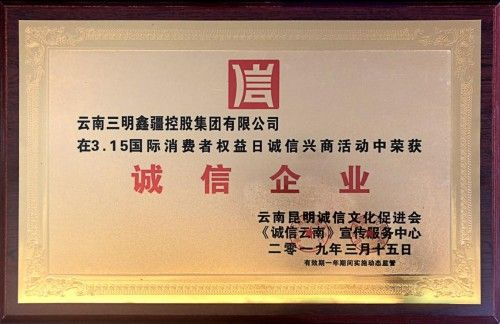 信
云南三明鑫疆控股集团有限公司
在3.15国际消费者权益日诚信兴商活动中荣获
诚信企业
云南昆明诚信文化促进会
《诚信云南》宣传服务中心
二零一九年三月十五日
有效期一年期间实施动态监管